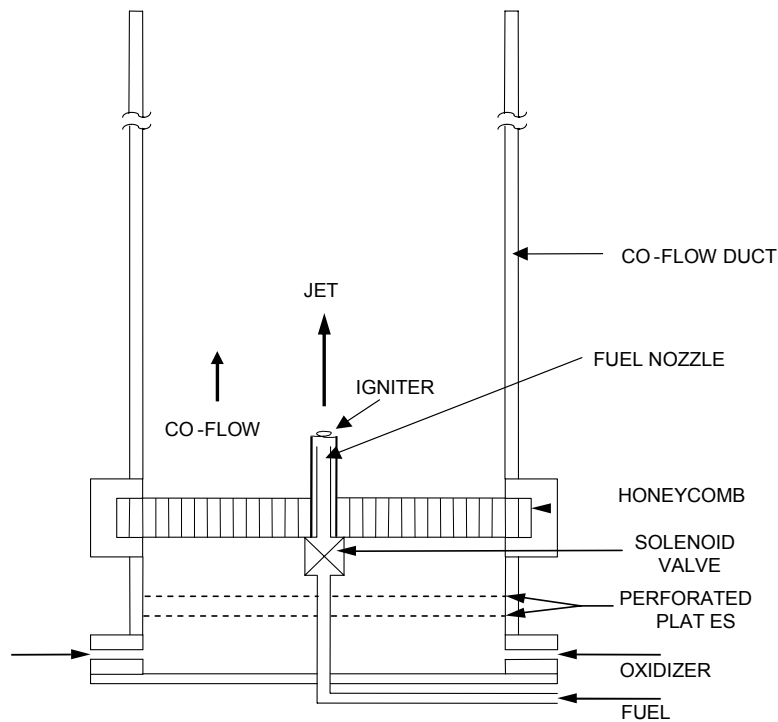 CO-FLOW DUCT
JET
FUEL NOZZLE
IGNITER
CO-FLOW
HONEYCOMB
SOLENOID
VALVE
PERFORATED
PLAT ES
OXIDIZER
FUEL